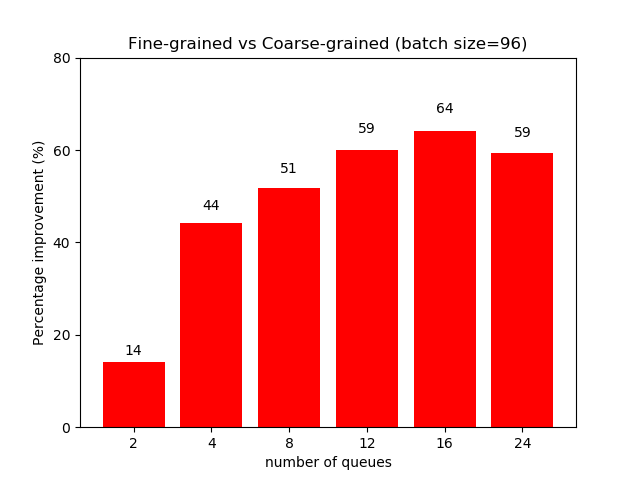 Fine-grained vs Coarse-grained (batch size=96)
Percentage improvement (%)
80
60
40
20
0
14
44
51
59
64
59
2 4 8 12 16 24
number of queues